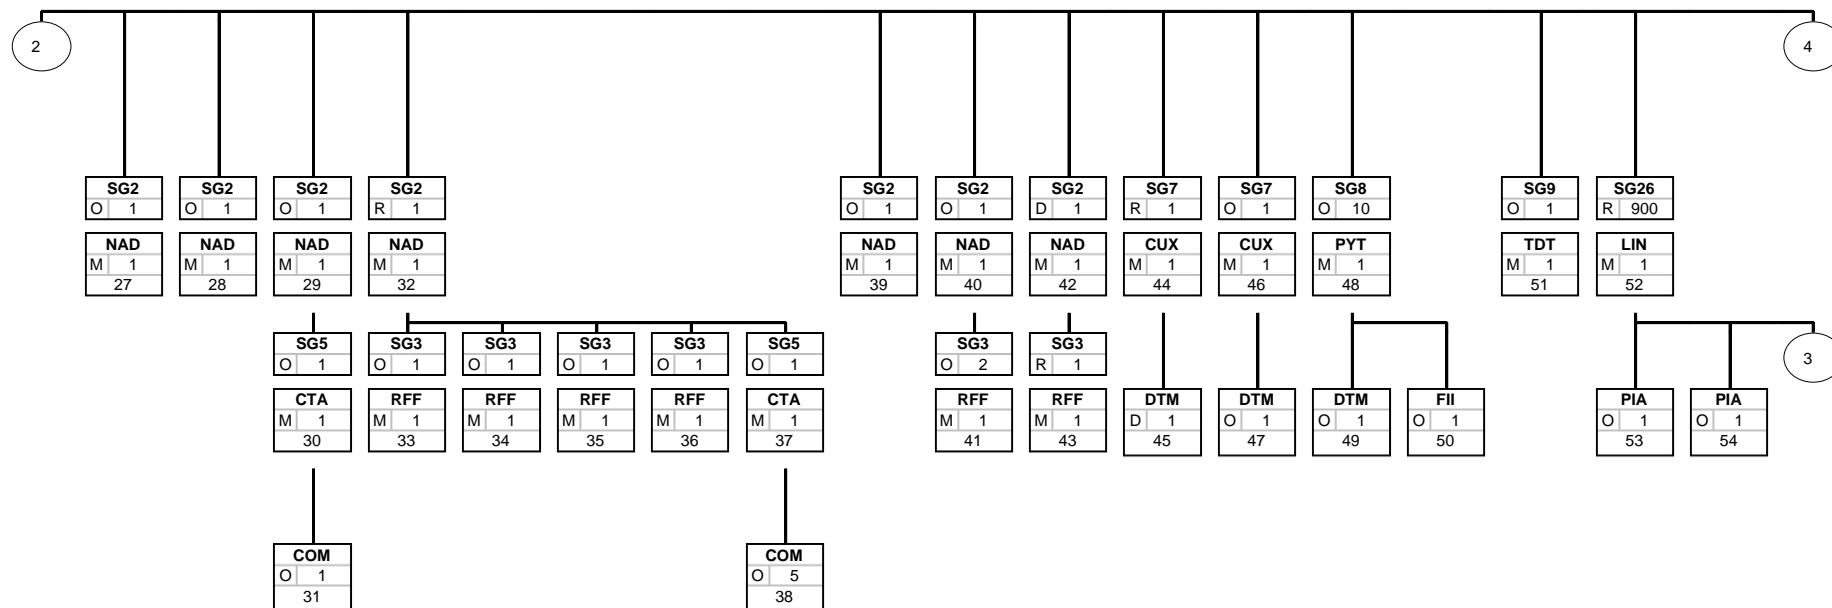 2
4
SG2 SG2 SG2 SG2 SG2 SG2 SG2 SG7 SG7 SG8 SG9 SG26
O 1 O 1 O 1 R 1 O 1 O 1 D 1 R 1 O 1 O 10 O 1 R 900
NAD NAD NAD NAD NAD NAD NAD CUX CUX PYT TDT LIN
M 1 M 1 M 1 M 1 M 1 M 1 M 1 M 1 M 1 M 1 M 1 M 1
27 28 29 32 39 40 42 44 46 48 51 52
SG5 SG3 SG3 SG3 SG3 SG5 SG3 SG3
O 1 O 1 O 1 O 1 O 1 O 1 O 2 R 1
3
CTA RFF RFF RFF RFF CTA RFF RFF DTM DTM DTM FII PIA PIA
M 1 M 1 M 1 M 1 M 1 M 1 M 1 M 1 D 1 O 1 O 1 O 1 O 1 O 1
30 33 34 35 36 37 41 43 45 47 49 50 53 54
COM COM
O 1 O 5
31 38